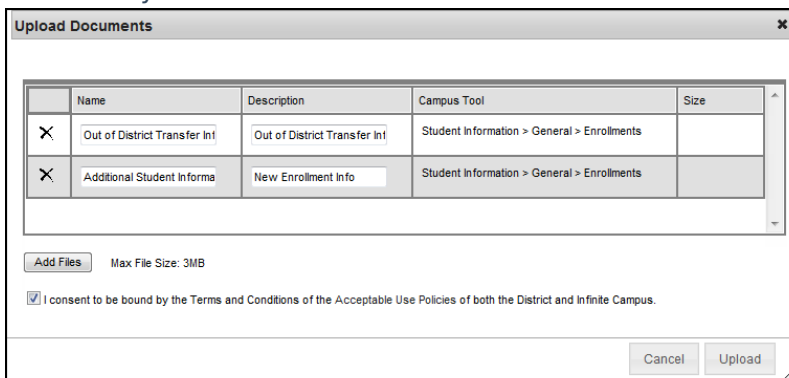 Upload Documents
Name Description Campus Tool Size
Out of District Transfer Inf Out of District Transfer Inf Student Information > General > Enrollments
Additional Student Informa New Enrollment Info Student Information > General > Enrollments
Add Files Max File Size: 3MB
I consent to be bound by the Terms and Conditions of the Acceptable Use Policies of both the District and Infinite Campus.
Cancel Upload